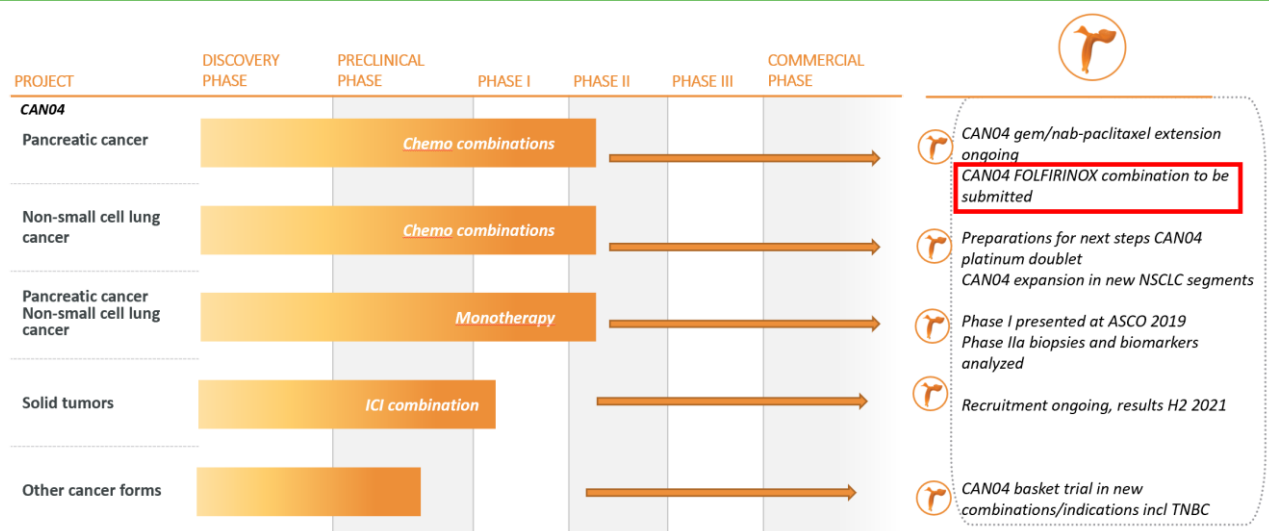 PROJECT
DISCOVERY
PHASE
PRECLINICAL
PHASE
PHASE I
PHASE II
PHASE III
COMMERCIAL
PHASE
CAN04
Pancreatic cancer
Chemo combinations
CAN04 gem/nab-paclitaxel extension
ongoing
CAN04 FOLFIRINOX combination to be
submitted
Non-small cell lung
cancer
Chemo combinations
Preparations for next steps CAN04
platinum doublet
CAN04 expansion in new NSCLC segments
Pancreatic cancer
Non-small cell lung
cancer
Monotherapy
Phase I presented at ASCO 2019
Phase IIa biopsies and biomarkers
analyzed
Solid tumors
ICI combination
Recruitment ongoing, results H2 2021
Other cancer forms
CAN04 basket trial in new
combinations/indications incl TNBC